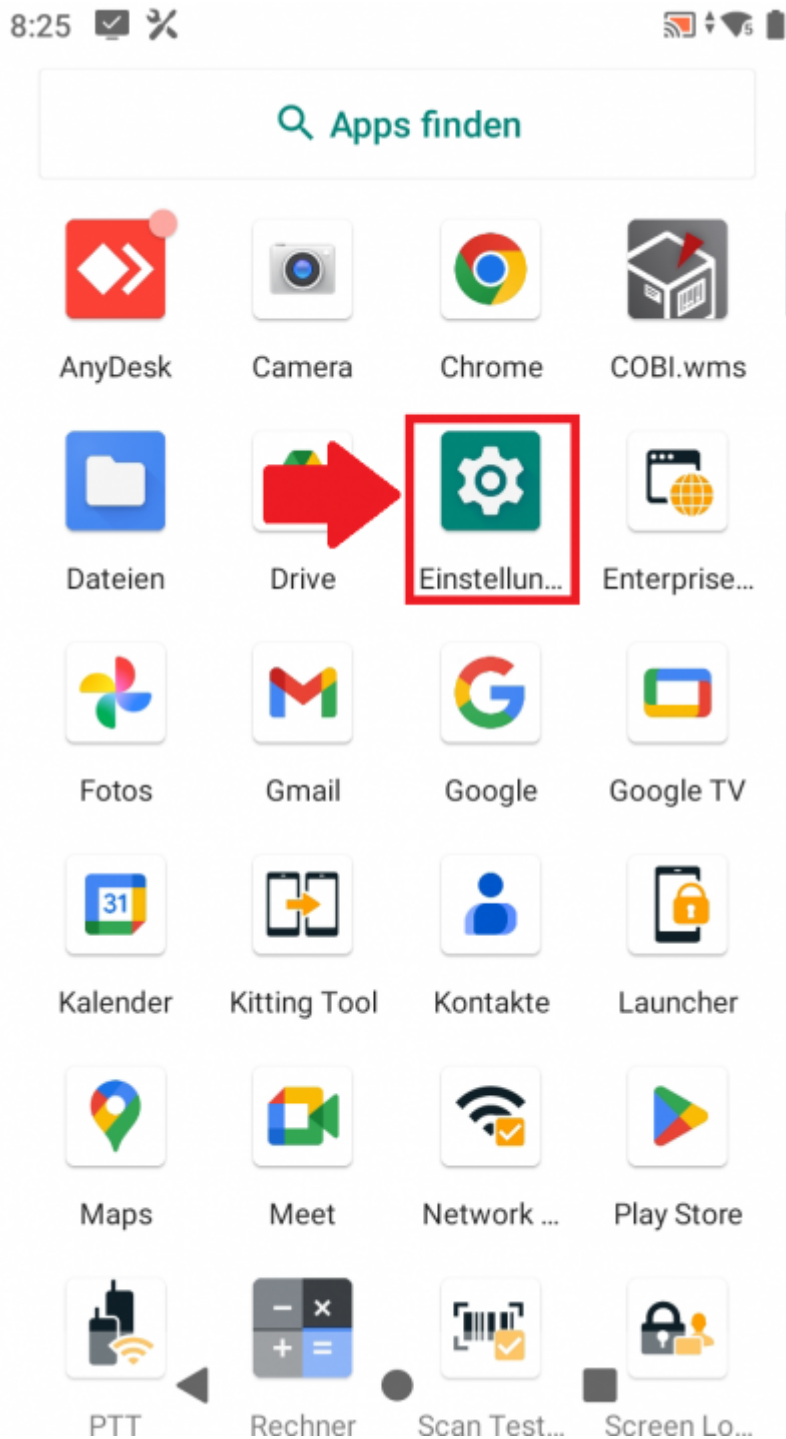 8:25
5
Apps finden
AnyDesk Camera Chrome COBI.wms
Dateien Drive Einstellun... Enterprise...
Fotos Gmail Google Google TV
31
Kalender Kitting Tool Kontakte Launcher
Maps Meet Network ... Play Store
PTT Rechner Scan Test... Screen Lo...